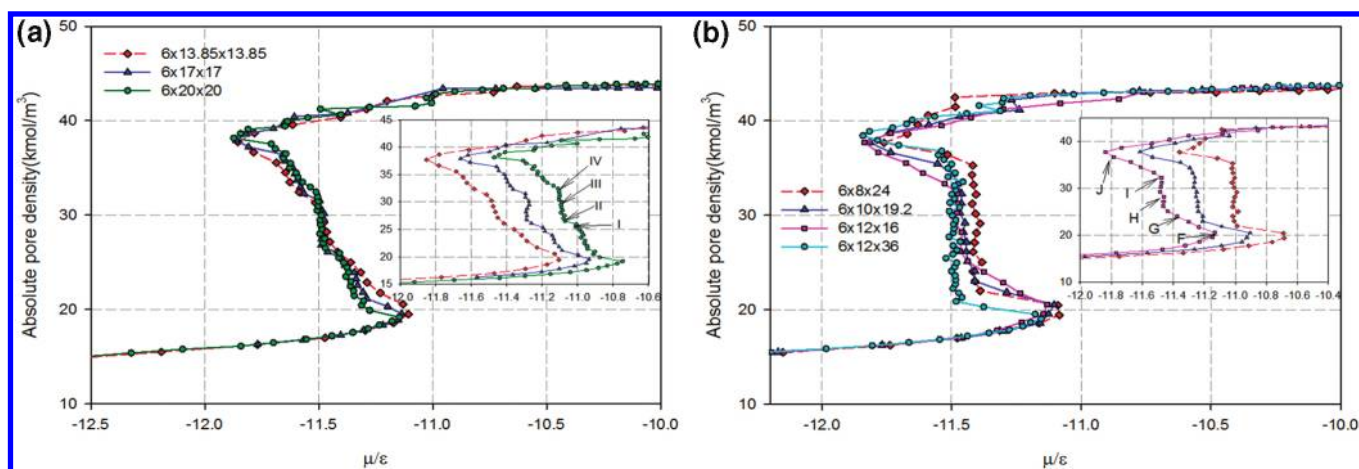 (a)
50
40
30
20
10
Absolute pore density(kmol/m³)
6x13.85x13.85
6x17x17
6x20x20
45
40
35
30
25
20
15
IV
III
II
I
-12.0 -11.8 -11.6 -11.4 -11.2 -11.0 -10.8 -10.6
-12.5 -12.0 -11.5 -11.0 -10.5 -10.0
μ/ε
(b)
50
40
30
20
10
Absolute pore density(kmol/m³)
6x8x24
6x10x19.2
6x12x16
6x12x36
40
30
20
10
J
I
H
G
F
-12.0 -11.8 -11.6 -11.4 -11.2 -11.0 -10.8 -10.6 -10.4
-12.0 -11.5 -11.0 -10.5 -10.0
μ/ε